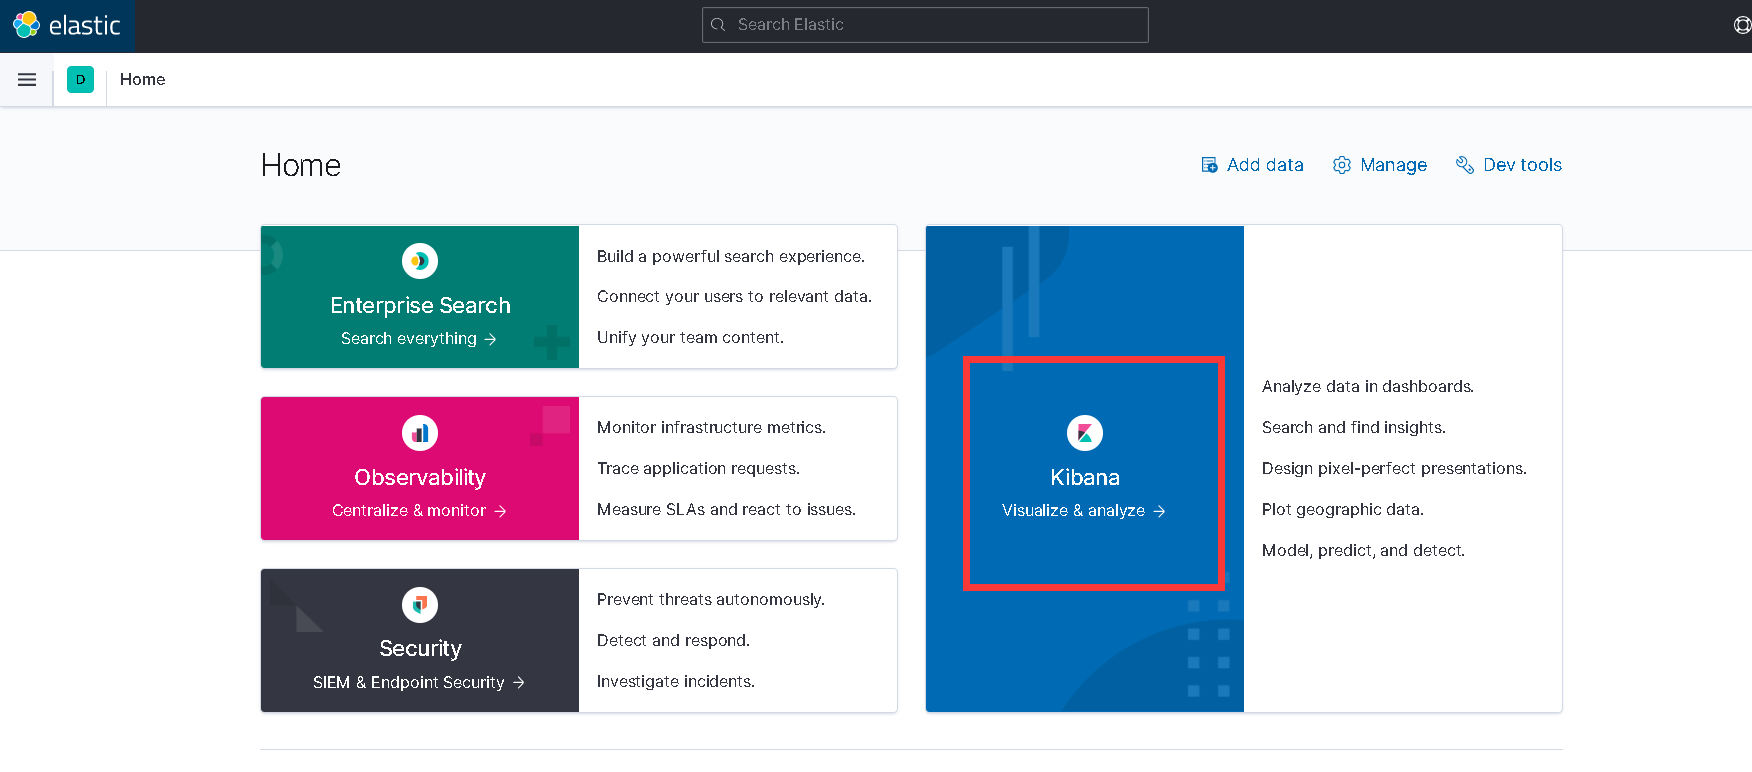 elastic
Search Elastic
D
Home
Home
Add data
Manage
Dev tools
Enterprise Search
Search everything →
Build a powerful search experience.
Connect your users to relevant data.
Unify your team content.
Observability
Centralize & monitor →
Monitor infrastructure metrics.
Trace application requests.
Measure SLAs and react to issues.
Security
SIEM & Endpoint Security →
Prevent threats autonomously.
Detect and respond.
Investigate incidents.
Kibana
Visualize & analyze →
Analyze data in dashboards.
Search and find insights.
Design pixel-perfect presentations.
Plot geographic data.
Model, predict, and detect.